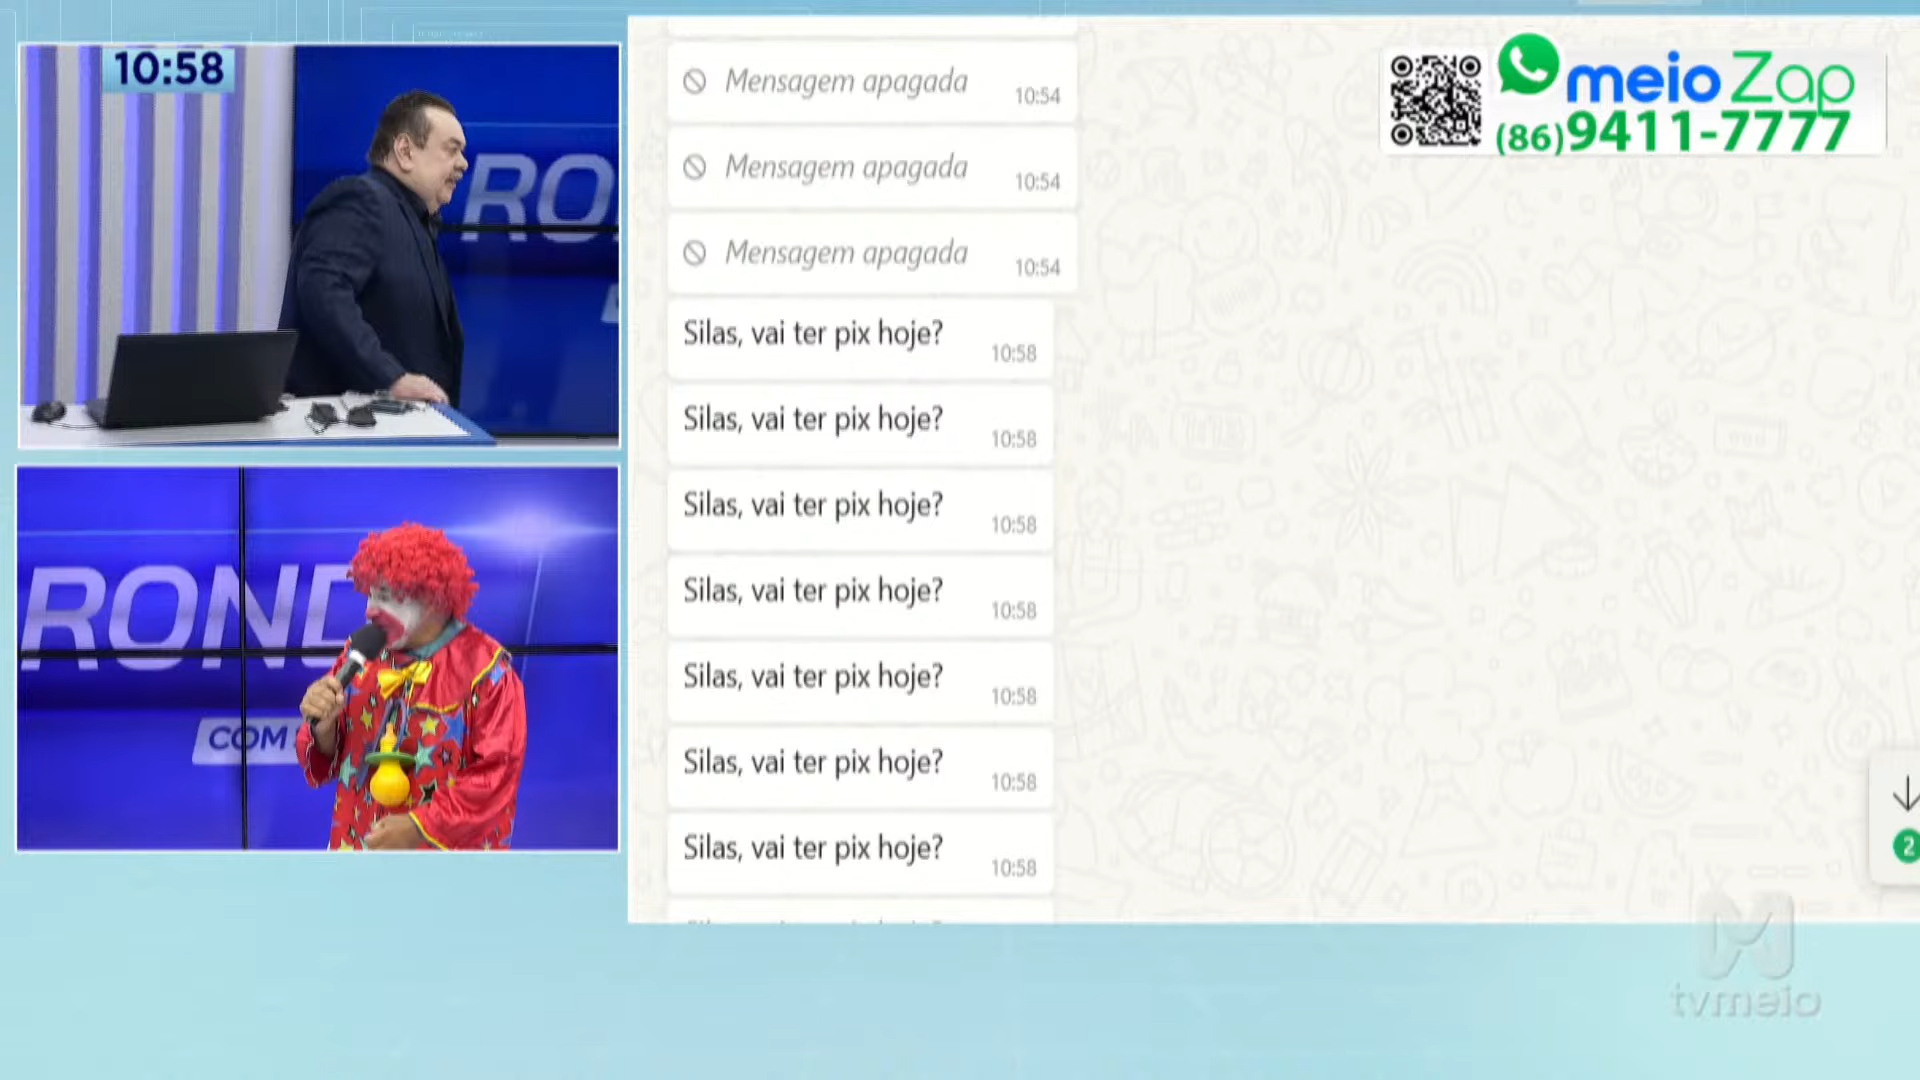 10:58
RO
ROND
COM
Mensagem apagada 10:54
Mensagem apagada 10:54
Mensagem apagada 10:54
Silas, vai ter pix hoje? 10:58
Silas, vai ter pix hoje? 10:58
Silas, vai ter pix hoje? 10:58
Silas, vai ter pix hoje? 10:58
Silas, vai ter pix hoje? 10:58
Silas, vai ter pix hoje? 10:58
Silas, vai ter pix hoje? 10:58
meio Zap
(86)9411-7777
2
tvmeio